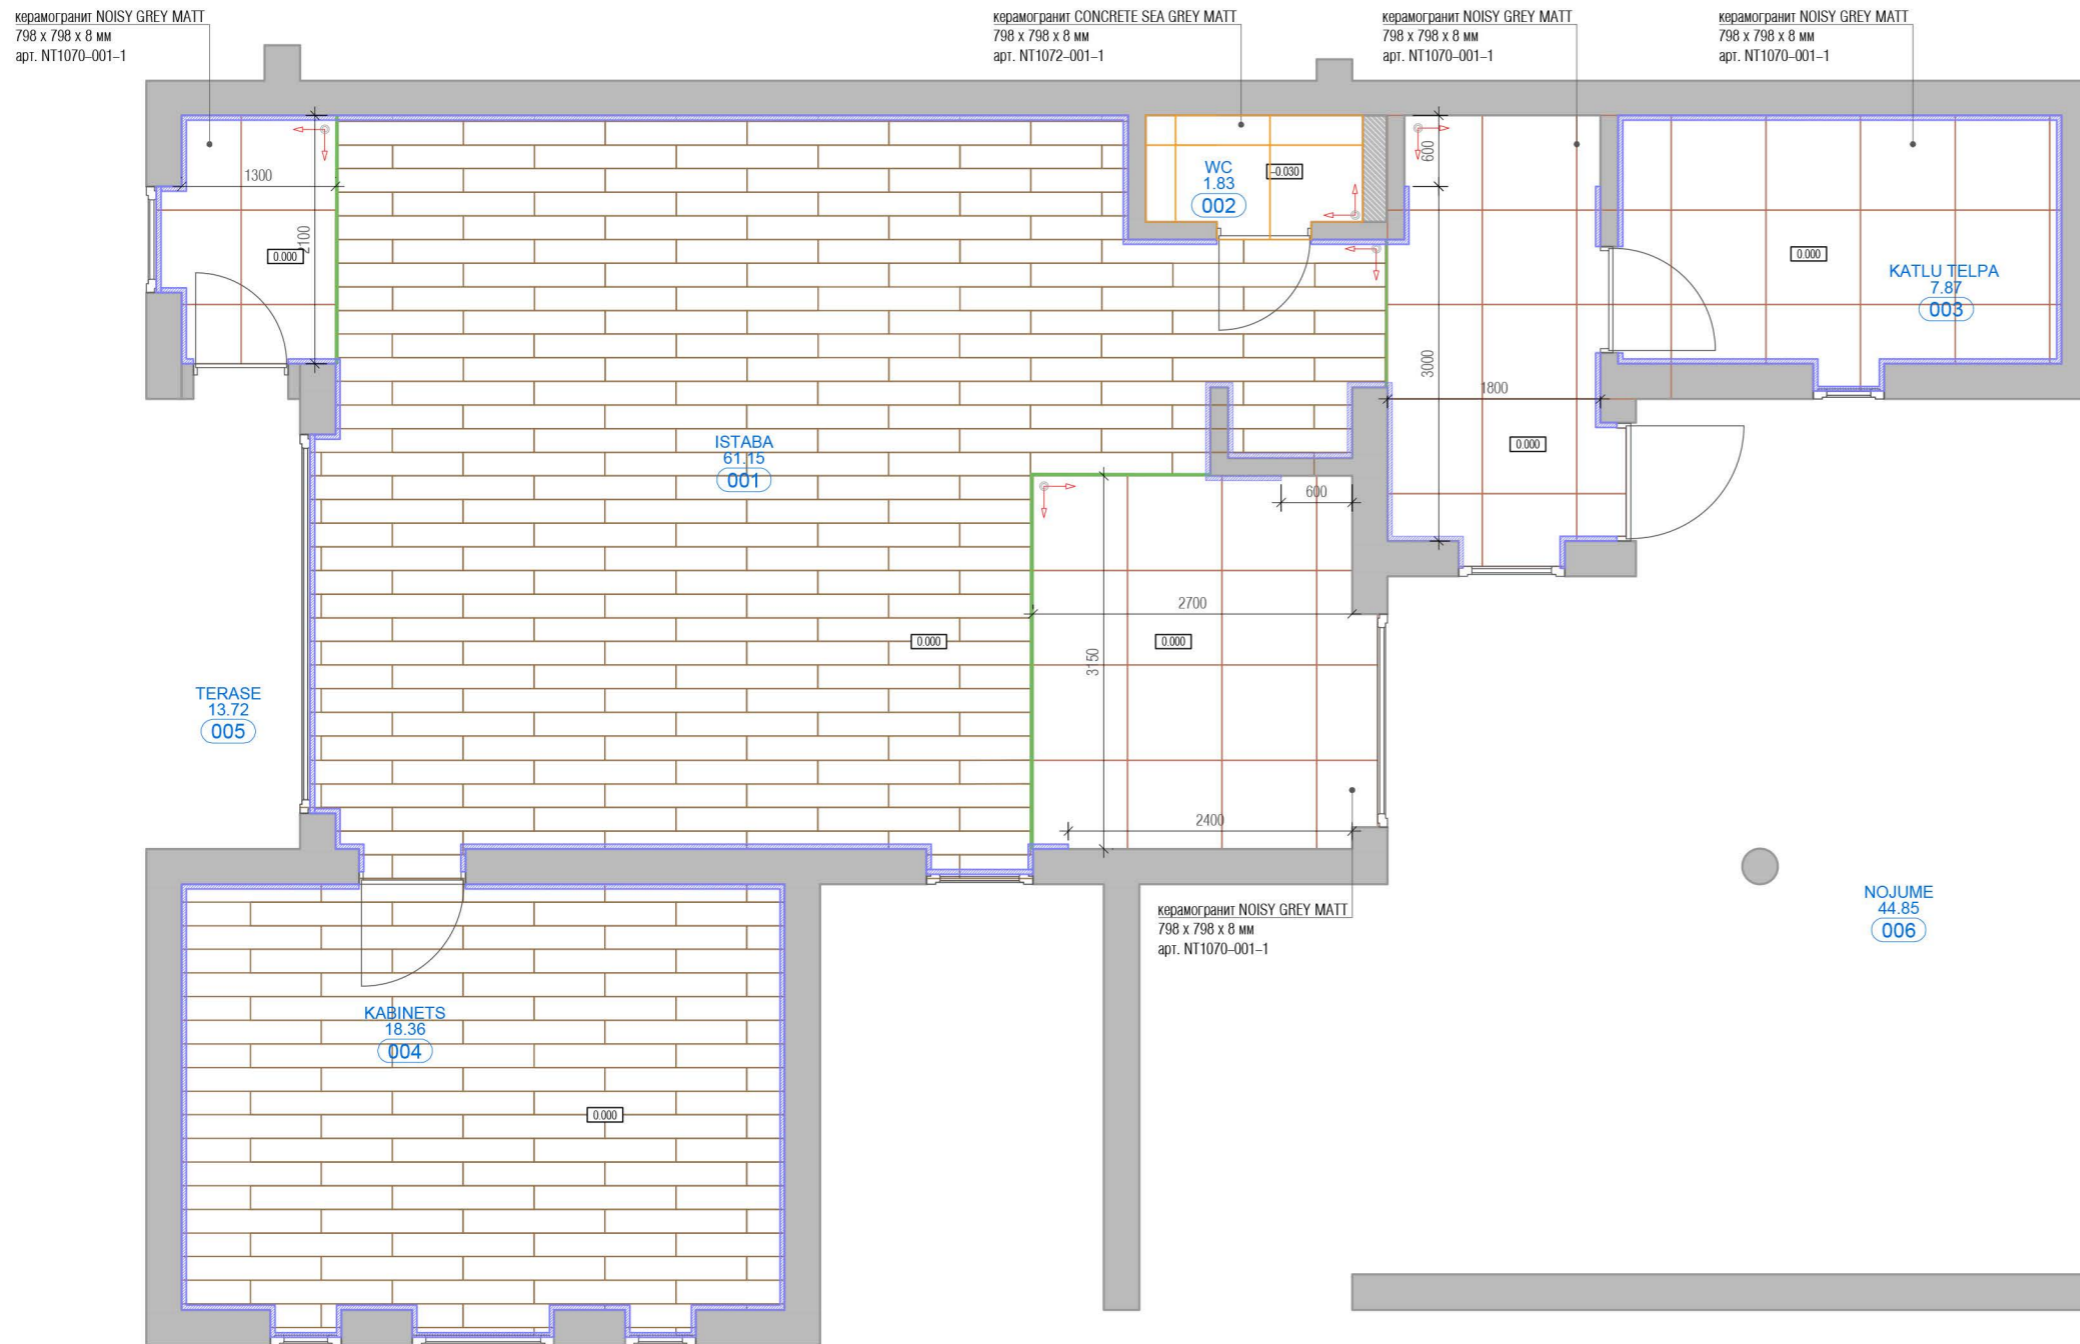 керамогранит NOISY GREY MATT
798 x 798 x 8 мм
арт. NT1070-001-1
керамогранит CONCRETE SEA GREY MATT
798 x 798 x 8 мм
арт. NT1072-001-1
керамогранит NOISY GREY MATT
798 x 798 x 8 мм
арт. NT1070-001-1
керамогранит NOISY GREY MATT
798 x 798 x 8 мм
арт. NT1070-001-1
1300
2100
0.000
WC
1.83
002
-0.030
600
3000
1800
0.000
0.000
KATLU TELPA
7.87
003
ISTABA
61.15
001
600
2700
0.000
0.000
3150
2400
TERASE
13.72
005
керамогранит NOISY GREY MATT
798 x 798 x 8 мм
арт. NT1070-001-1
NOJUME
44.85
006
KABINETS
18.36
004
0.000